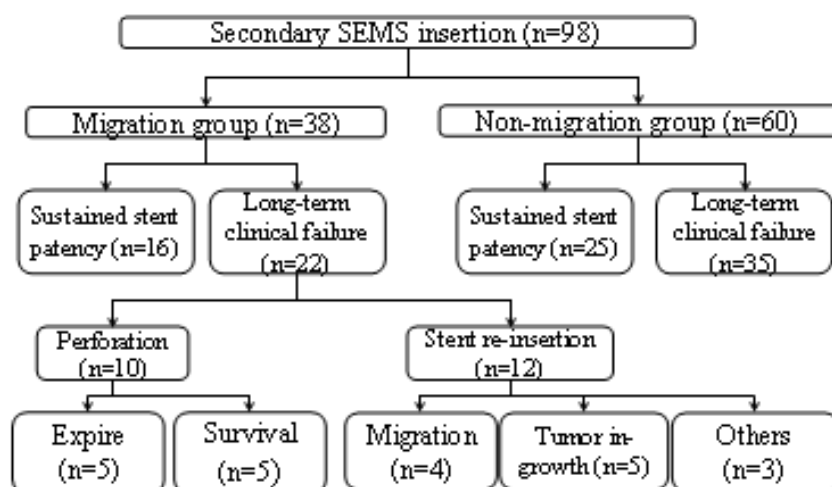 Secondary SEMS insertion (n=98)
Migration group (n=38)
Non-migration group (n=60)
Sustained stent
patency (n=16)
Long-term
clinical failure
(n=22)
Sustained stent
patency (n=25)
Long-term
clinical failure
(n=35)
Perforation
(n=10)
Stent re-insertion
(n=12)
Expire
(n=5)
Survival
(n=5)
Migration
(n=4)
Tumor in-
growth (n=5)
Others
(n=3)